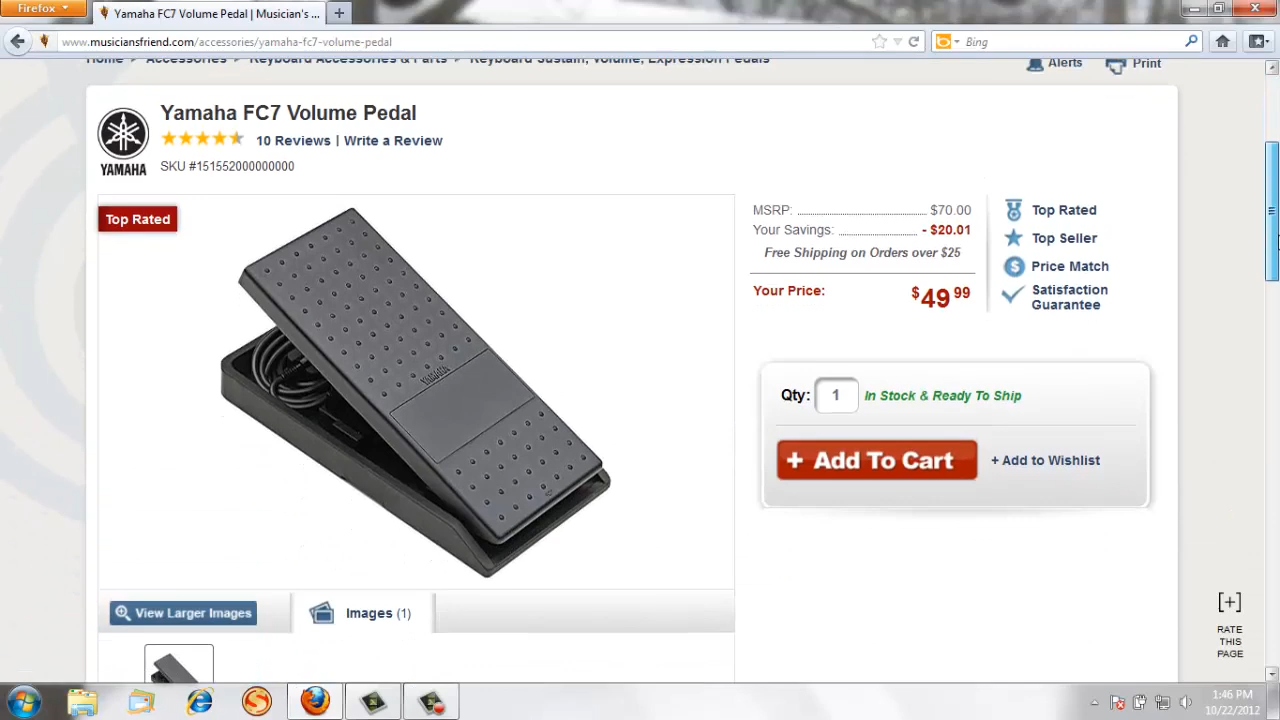 Firefox
Yamaha FC7 Volume Pedal | Musician's ...
www.musiciansfriend.com/accessories/yamaha-fc7-volume-pedal
Bing
Home Accessories Keyboard Accessories & Parts Keyboard Sustain, Volume, Expression Pedals
Alerts Print
Yamaha FC7 Volume Pedal
10 Reviews | Write a Review
YAMAHA
SKU #151552000000000
Top Rated
YAMAHA
MSRP: $70.00
Your Savings: - $20.01
Free Shipping on Orders over $25
Your Price: $49 99
Top Rated
Top Seller
Price Match
Satisfaction
Guarantee
Qty: 1 In Stock & Ready To Ship
+ Add To Cart + Add to Wishlist
View Larger Images Images (1)
[+]
RATE
THIS
PAGE
1:46 PM
10/22/2012